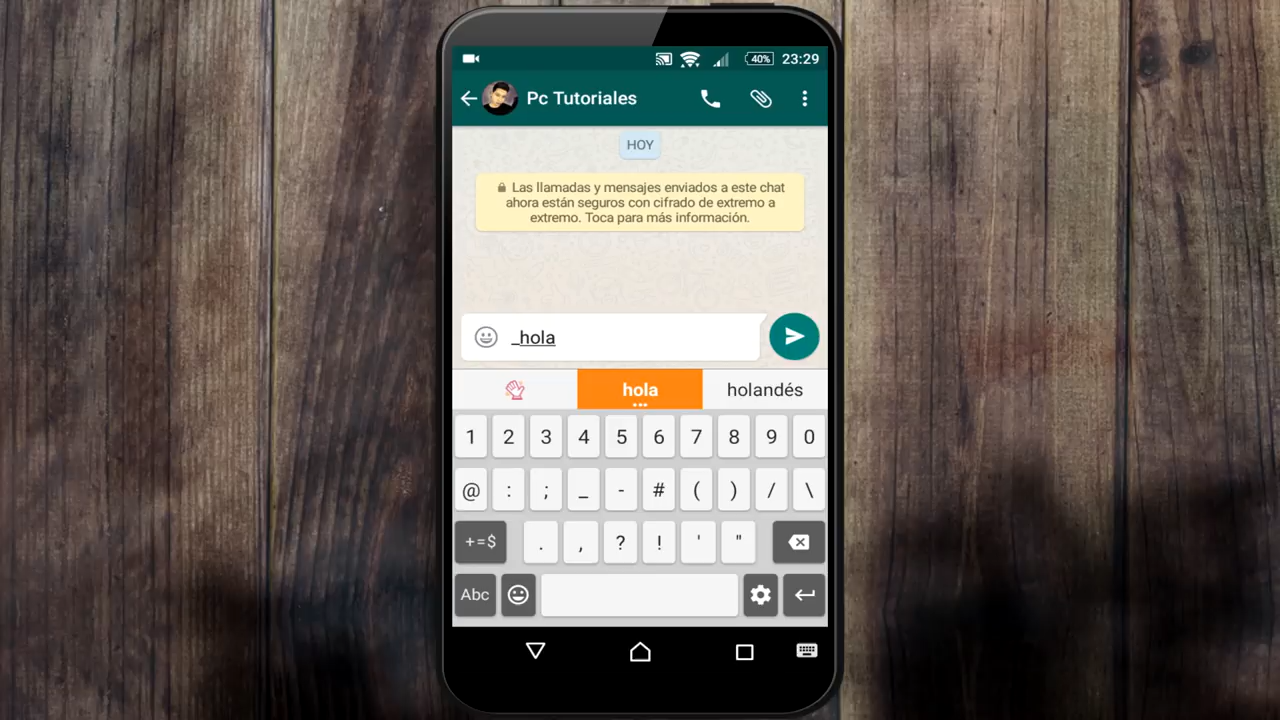 40% 23:29
Pc Tutoriales
HOY
Las llamadas y mensajes enviados a este chat
ahora están seguros con cifrado de extremo a
extremo. Toca para más información.
_hola
hola holandés
1 2 3 4 5 6 7 8 9 0
@ : ; _ - # ( ) / \
+=$ . , ? ! ' "
Abc